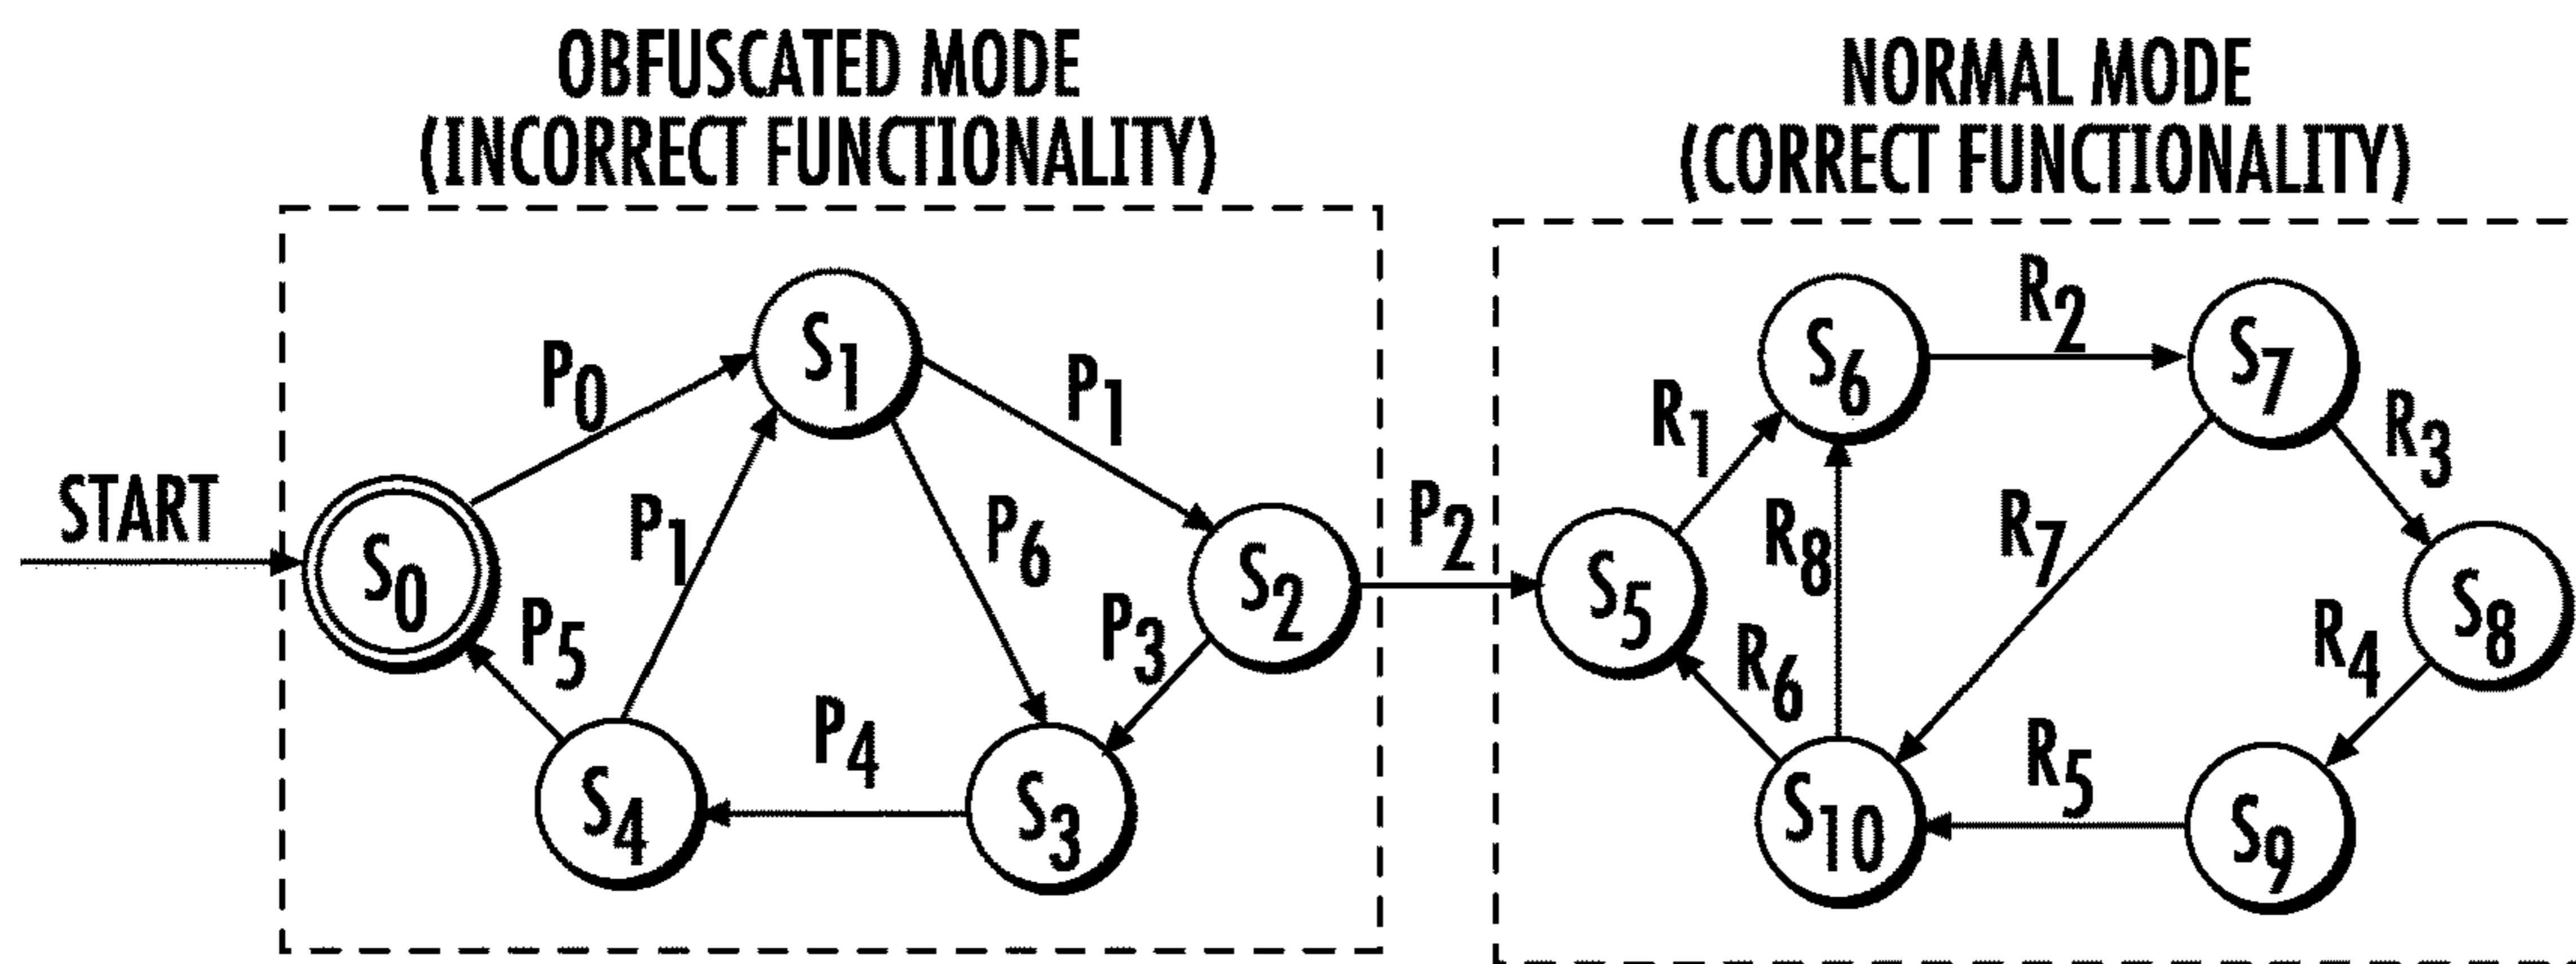 OBFUSCATED MODE
(INCORRECT FUNCTIONALITY)
NORMAL MODE
(CORRECT FUNCTIONALITY)
START
S0
P0
S1
P1
P1
P6
S2
P2
P5
P3
P4
S4
S3
S5
R1
S6
R2
S7
R3
R8
R7
S8
R6
R4
R5
S10
S9